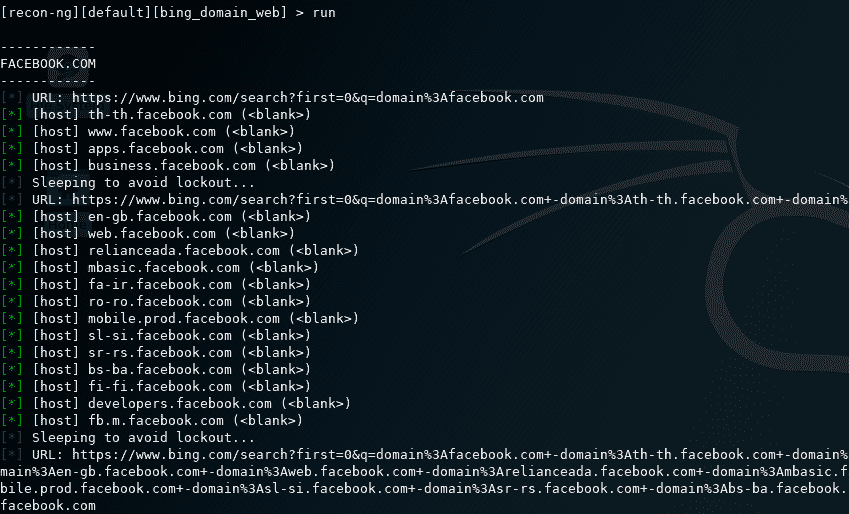 [recon-ng][default][bing_domain_web] > run
------------
FACEBOOK.COM
------------
[*] URL: https://www.bing.com/search?first=0&q=domain%3Afacebook.com
[*] [host] th-th.facebook.com (<blank>)
[*] [host] www.facebook.com (<blank>)
[*] [host] apps.facebook.com (<blank>)
[*] [host] business.facebook.com (<blank>)
[*] Sleeping to avoid lockout...
[*] URL: https://www.bing.com/search?first=0&q=domain%3Afacebook.com+-domain%3Ath-th.facebook.com+-domain%
[*] [host] en-gb.facebook.com (<blank>)
[*] [host] web.facebook.com (<blank>)
[*] [host] relianceada.facebook.com (<blank>)
[*] [host] mbasic.facebook.com (<blank>)
[*] [host] fa-ir.facebook.com (<blank>)
[*] [host] ro-ro.facebook.com (<blank>)
[*] [host] mobile.prod.facebook.com (<blank>)
[*] [host] sl-si.facebook.com (<blank>)
[*] [host] sr-rs.facebook.com (<blank>)
[*] [host] bs-ba.facebook.com (<blank>)
[*] [host] fi-fi.facebook.com (<blank>)
[*] [host] developers.facebook.com (<blank>)
[*] [host] fb.m.facebook.com (<blank>)
[*] Sleeping to avoid lockout...
[*] URL: https://www.bing.com/search?first=0&q=domain%3Afacebook.com+-domain%3Ath-th.facebook.com+-domain%
main%3Aen-gb.facebook.com+-domain%3Aweb.facebook.com+-domain%3Arelianceada.facebook.com+-domain%3Ambasic.f
bile.prod.facebook.com+-domain%3Asl-si.facebook.com+-domain%3Asr-rs.facebook.com+-domain%3Abs-ba.facebook.
facebook.com